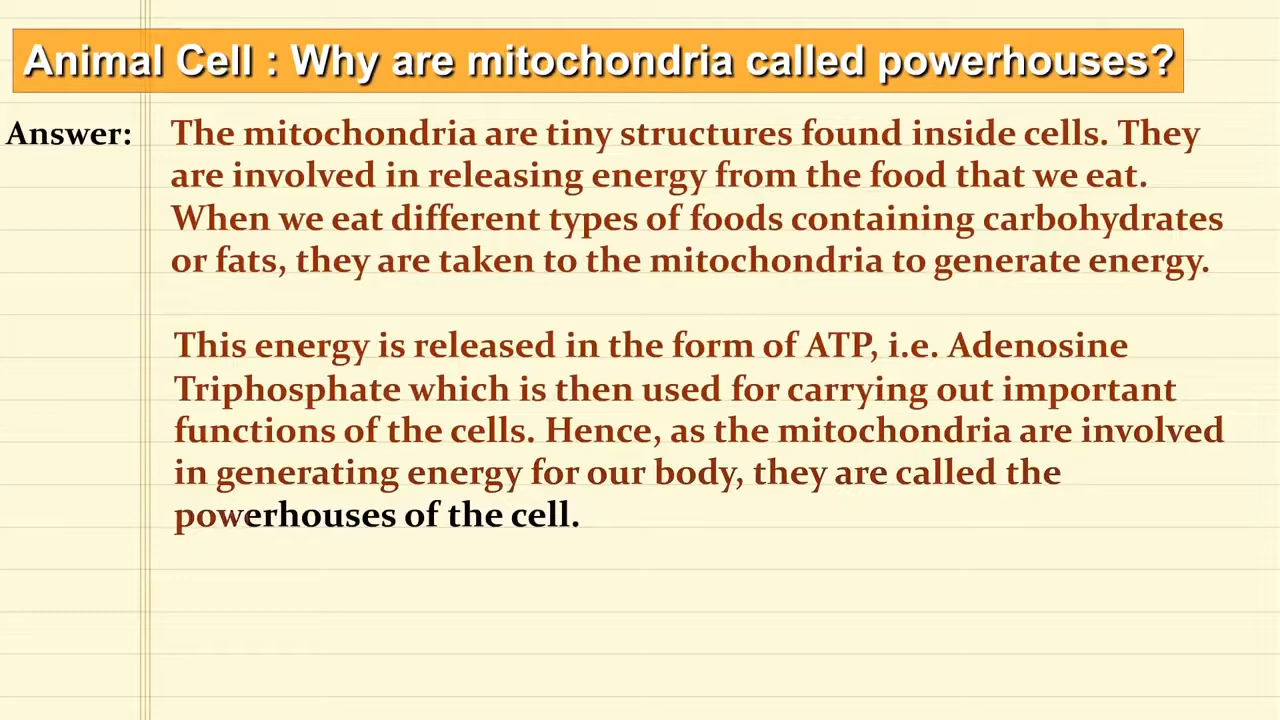 Animal Cell : Why are mitochondria called powerhouses?
Answer: The mitochondria are tiny structures found inside cells. They
are involved in releasing energy from the food that we eat.
When we eat different types of foods containing carbohydrates
or fats, they are taken to the mitochondria to generate energy.
This energy is released in the form of ATP, i.e. Adenosine
Triphosphate which is then used for carrying out important
functions of the cells. Hence, as the mitochondria are involved
in generating energy for our body, they are called the
powerhouses of the cell.